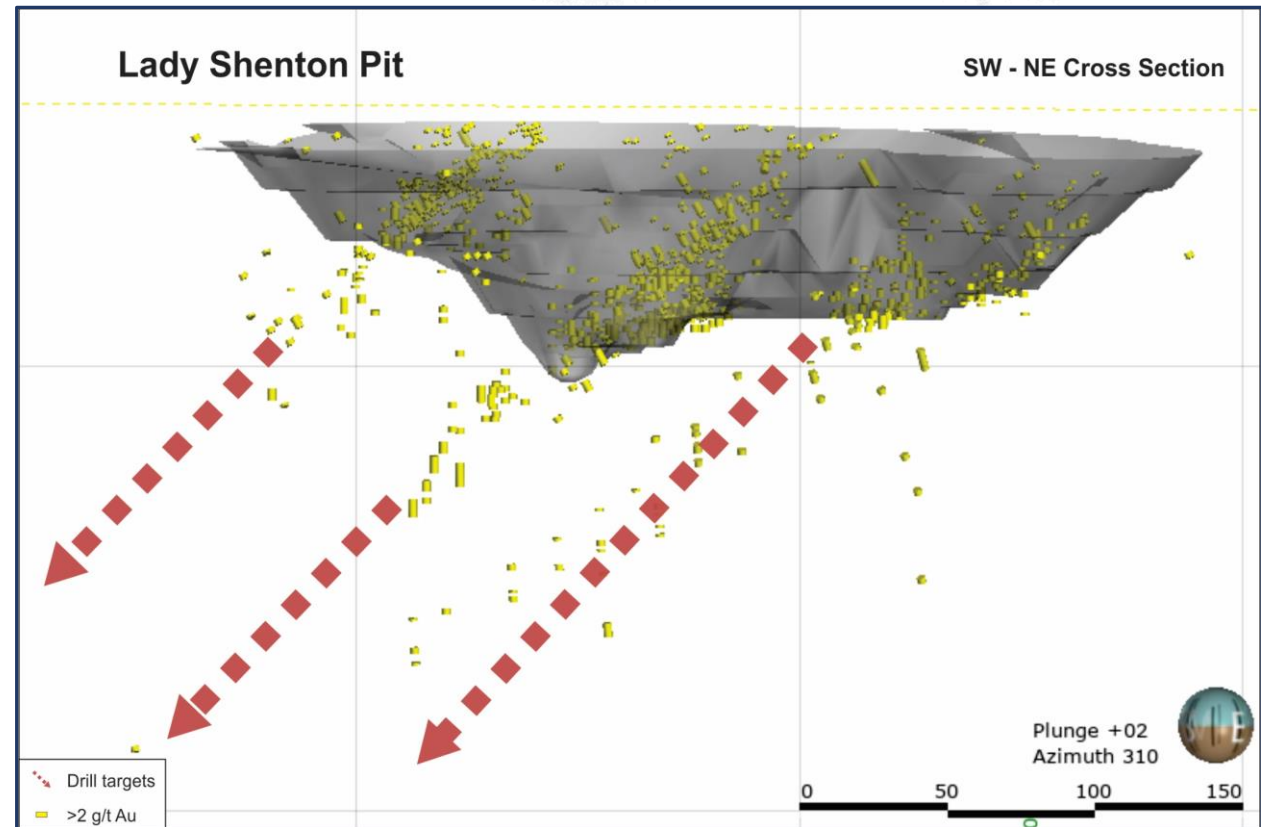 Lady Shenton Pit
SW - NE Cross Section
Plunge +02
Azimuth 310
0 50 100 150
Drill targets
>2 g/t Au